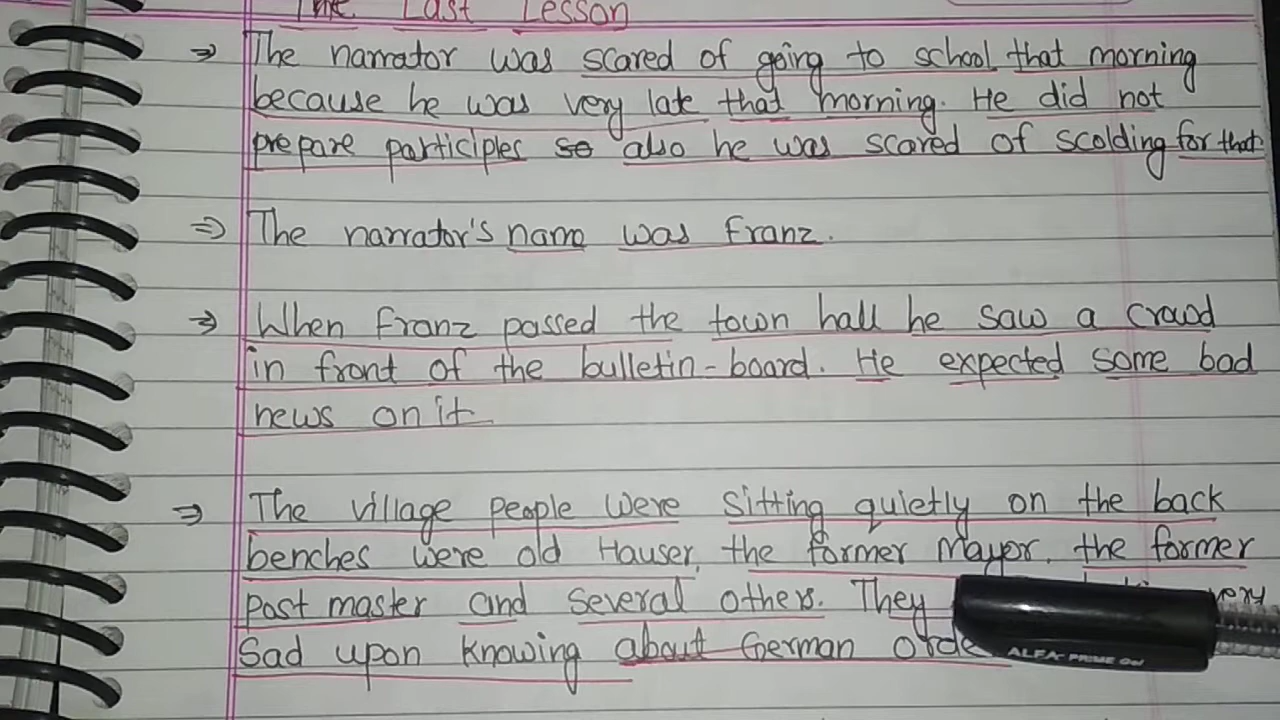 The Last Lesson
⇒ The narrator was scared of going to school that morning
because he was very late that morning. He did not
prepare participles so also he was scared of scolding for that.
⇒ The narrator's name was Franz.
⇒ When Franz passed the town hall he saw a crowd
in front of the bulletin-board. He expected some bad
news on it.
⇒ The village people were sitting quietly on the back
benches were old Hauser, the former Mayor, the former
Post master and several others. They very
Sad upon knowing about German
ALFA PRIME ON